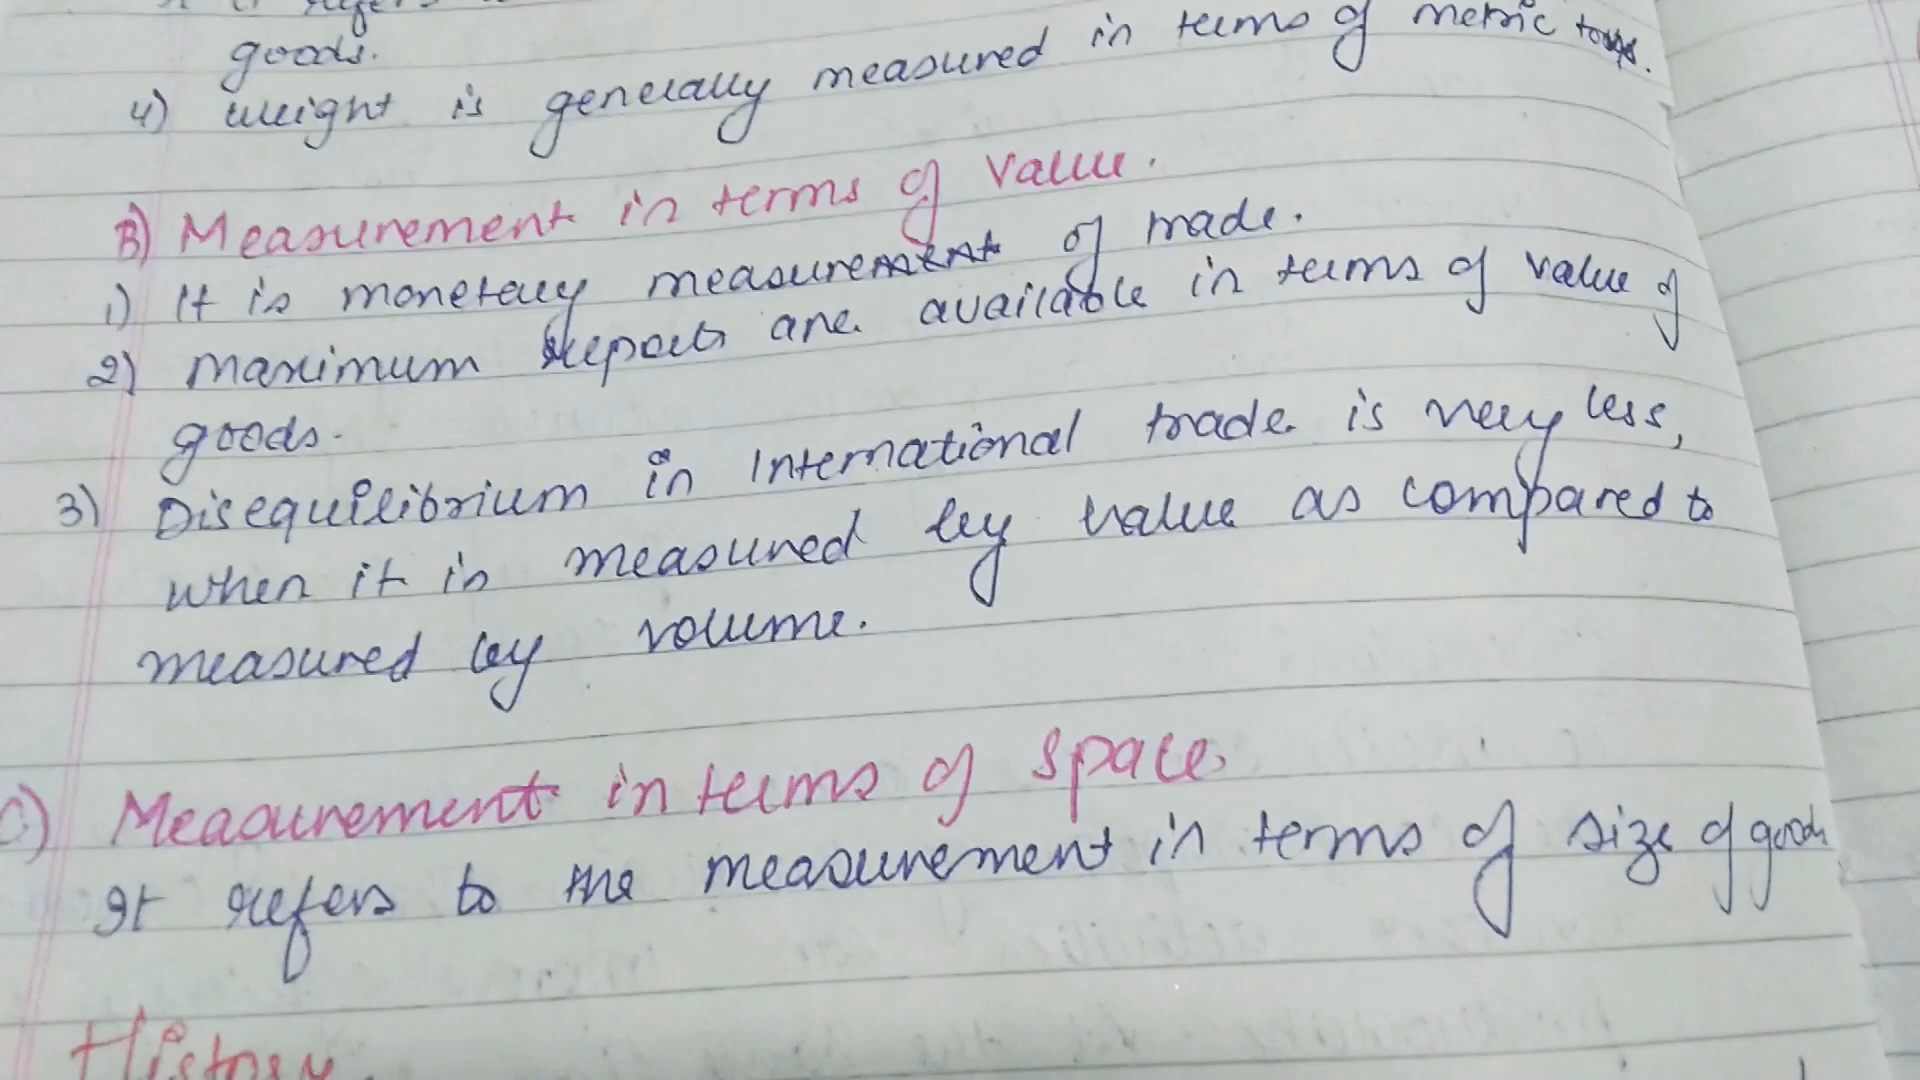 refers
goods.
4) weight is generally measured in terms of metric tons.
B) Measurement in terms of value.
1) It is monetary measurement of trade.
2) Maximum reports are available in terms of value of
goods.
3) Disequilibrium in International trade is very less,
when it is measured by value as compared to
measured by volume.
C) Measurement in terms of space.
It refers to the measurement in terms of size of goods
History